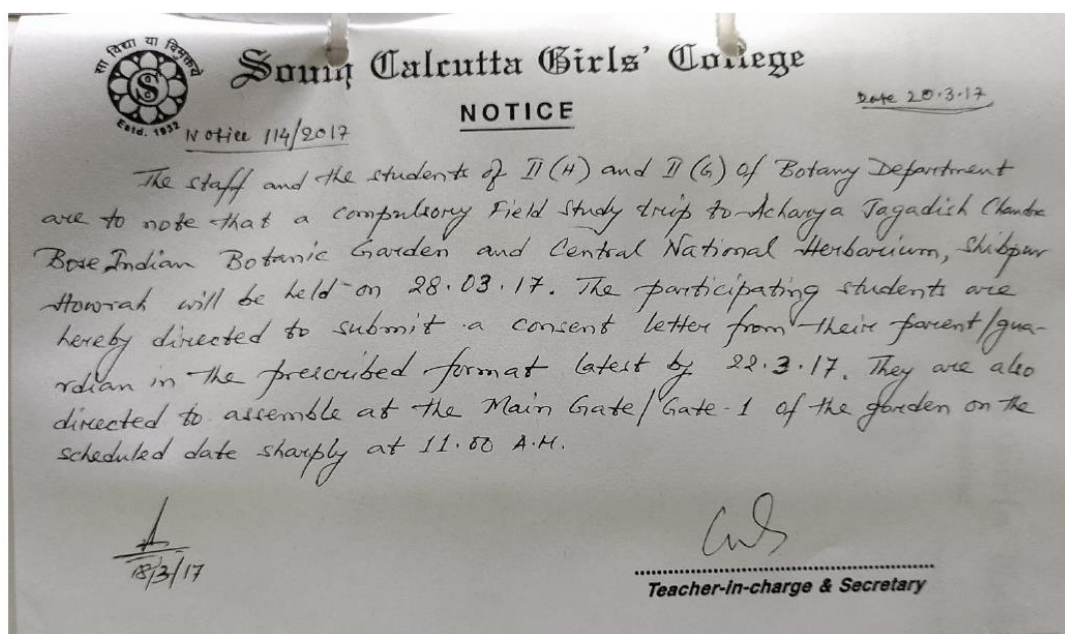 सा विद्या या विमुक्तये
S
Estd. 1932
South Calcutta Girls' College
NOTICE
Date 20.3.17
Notice 114/2017
The staff and the students of II (H) and II (G) of Botany Department
are to note that a compulsory Field Study trip to Acharya Jagadish Chandra
Bose Indian Botanic Garden and Central National Herbarium, Shibpur
Howrah will be held on 28.03.17. The participating students are
hereby directed to submit a consent letter from their parent/gua-
rdian in the prescribed format latest by 22.3.17. They are also
directed to assemble at the Main Gate/Gate-1 of the garden on the
scheduled date sharply at 11.00 A.M.
18/3/17
Teacher-in-charge & Secretary